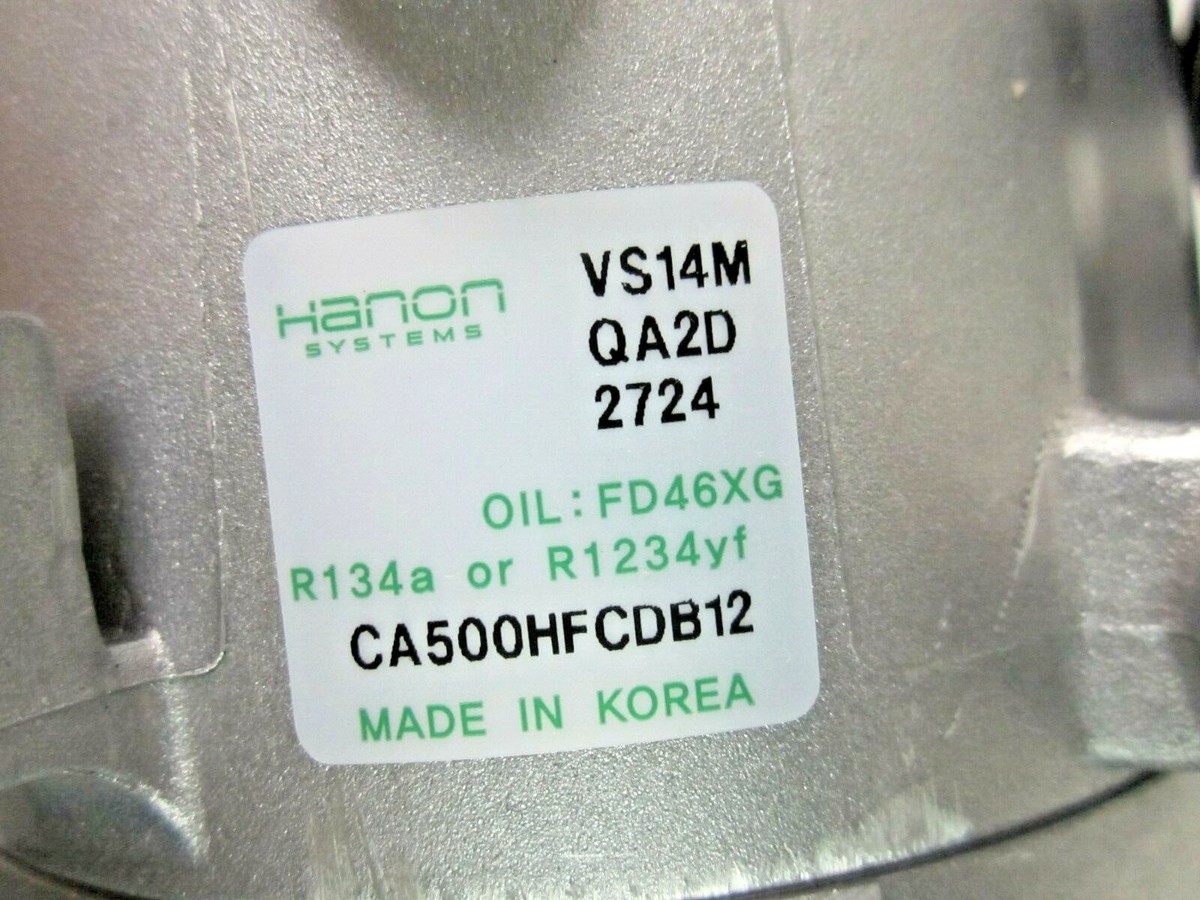 Hanon
SYSTEMS
VS14M
QA2D
2724
OIL:FD46XG
R134a or R1234yf
CA500HFCDB12
MADE IN KOREA